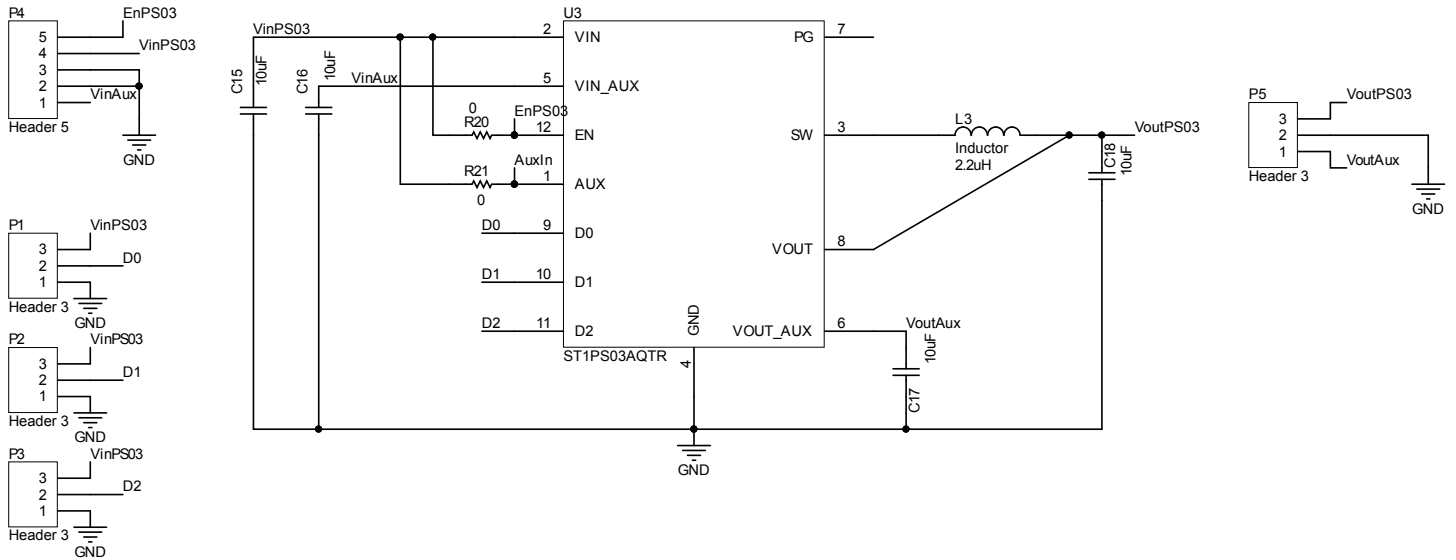 P4
EnPS03
5
VinPS03
4
3
2
1
VinAux
Header 5
GND
P1
VinPS03
3
2
D0
1
Header 3
GND
P2
VinPS03
3
2
D1
1
Header 3
GND
P3
VinPS03
3
2
D2
1
Header 3
GND
VinPS03
C15
10uF
C16
10uF
VinAux
0
R20
EnPS03
R21
AuxIn
0
D0
D1
D2
U3
2
VIN
5
VIN_AUX
12
EN
1
AUX
9
D0
10
D1
11
D2
PG
7
SW
3
VOUT
8
VOUT_AUX
6
GND
4
ST1PS03AQTR
GND
L3
Inductor
2.2uH
VoutPS03
C18
10uF
VoutAux
10uF
C17
P5
VoutPS03
3
2
1
VoutAux
Header 3
GND